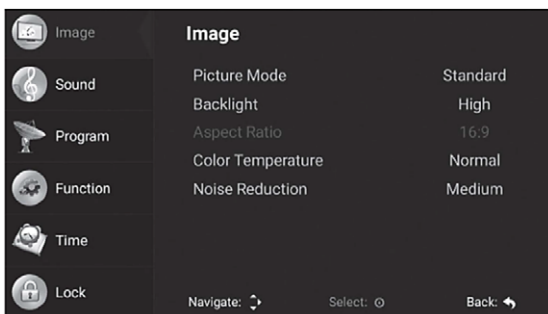 Image
Sound
Program
Function
Time
Lock
Image
Picture Mode Standard
Backlight High
Aspect Ratio 16:9
Color Temperature Normal
Noise Reduction Medium
Navigate: Select: Back: